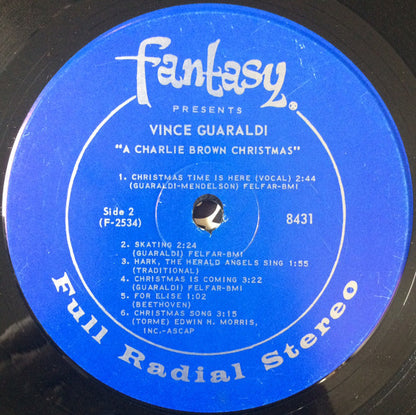 fantasy®
PRESENTS
VINCE GUARALDI
"A CHARLIE BROWN CHRISTMAS"
1. CHRISTMAS TIME IS HERE (VOCAL) 2:44
(GUARALDI-MENDELSON) FELFAR-BMI
Side 2
(F-2534)
8431
2. SKATING 2:24
(GUARALDI) FELFAR-BMI
3. HARK, THE HERALD ANGELS SING 1:55
(TRADITIONAL)
4. CHRISTMAS IS COMING 3:22
(GUARALDI) FELFAR-BMI
5. FOR ELISE 1:02
(BEETHOVEN)
6. CHRISTMAS SONG 3:15
(TORME) EDWIN N. MORRIS,
INC.-ASCAP
Full Radial Stereo